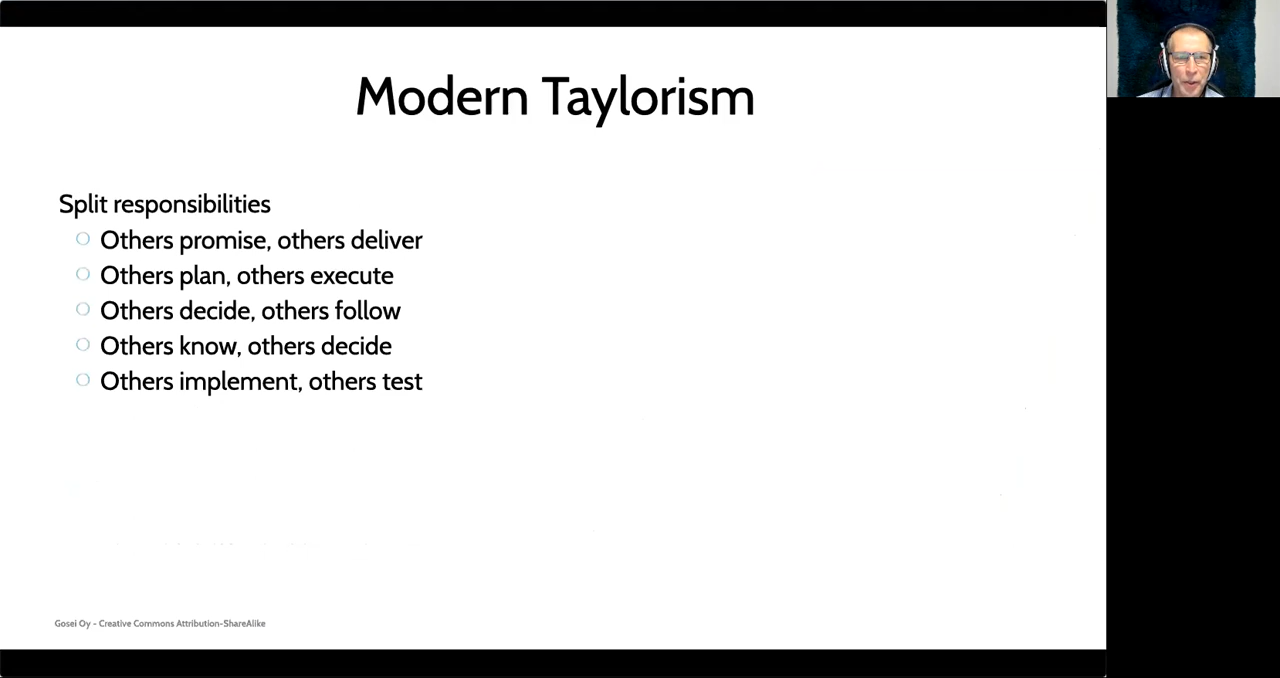 Modern Taylorism
Split responsibilities
Others promise, others deliver
Others plan, others execute
Others decide, others follow
Others know, others decide
Others implement, others test
Gosei Oy - Creative Commons Attribution-ShareAlike